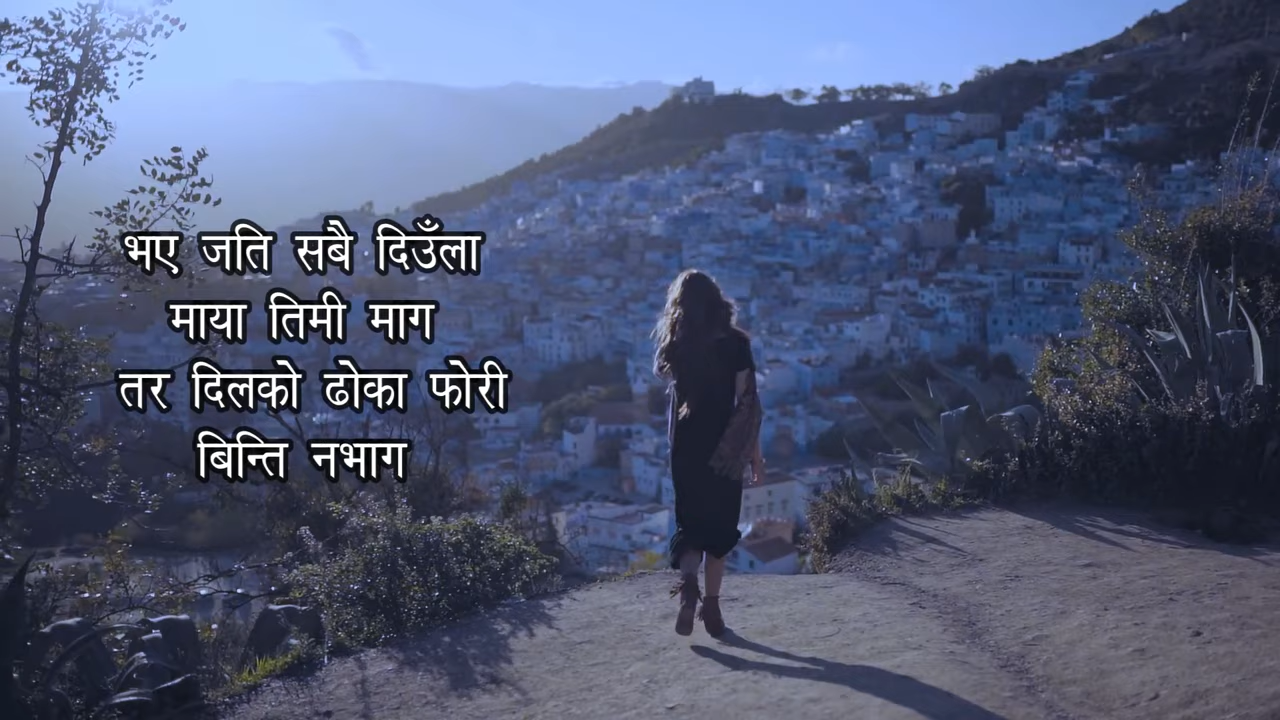 भए जति सबै दिउँला
माया तिमी माग
तर दिलको ढोका फोरी
बिन्ति नभाग